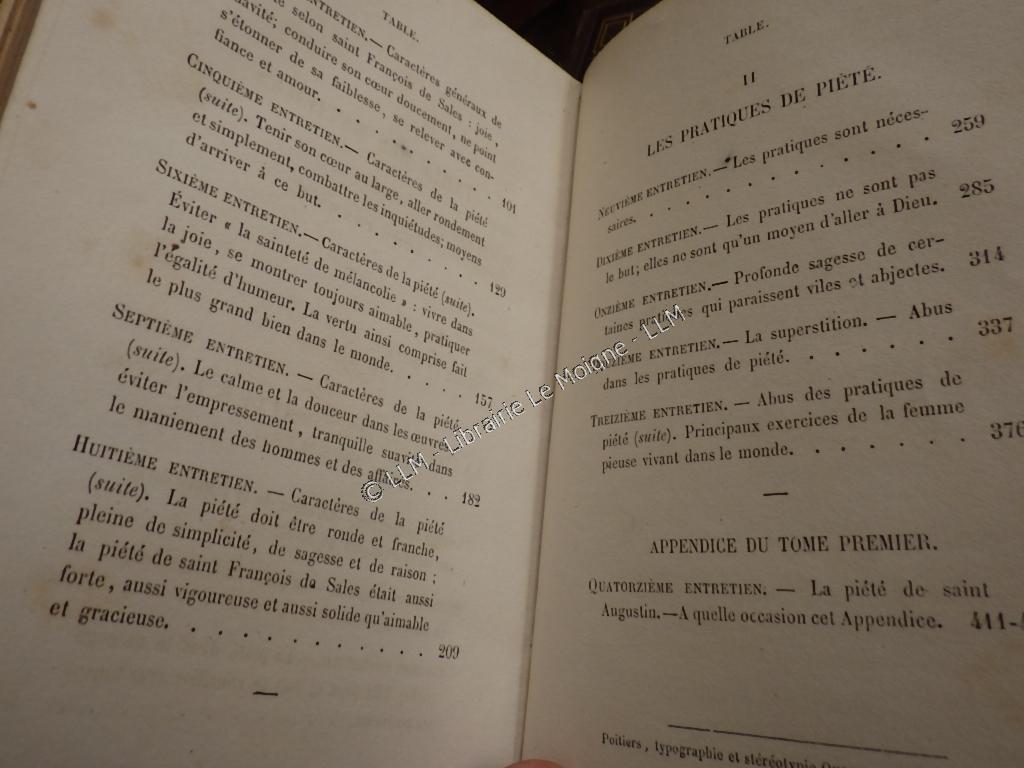 TABLE.
ENTRETIEN. — Caractères généraux de
selon saint François de Sales : joie,
suavité; conduire son cœur doucement, ne point
s'étonner de sa faiblesse, se relever avec con-
fiance et amour. . . . . . . . . . 101
CINQUIÈME ENTRETIEN. — Caractères de la piété
(suite). Tenir son cœur au large, aller rondement
et simplement, combattre les inquiétudes; moyens
d'arriver à ce but. . . . . . . . . 129
SIXIÈME ENTRETIEN. — Caractères de la piété (suite).
Éviter « la sainteté de mélancolie » : vivre dans
la joie, se montrer toujours aimable, pratiquer
l'égalité d'humeur. La vertu ainsi comprise fait
le plus grand bien dans le monde. . . . . 157
SEPTIÈME ENTRETIEN. — Caractères de la piété
(suite). Le calme et la douceur dans les œuvres;
éviter l'empressement, tranquille suavité dans
le maniement des hommes et des affaires. . . 182
HUITIÈME ENTRETIEN. — Caractères de la piété
(suite). La piété doit être ronde et franche,
pleine de simplicité, de sagesse et de raison ;
la piété de saint François de Sales était aussi
forte, aussi vigoureuse et aussi solide qu'aimable
et gracieuse. . . . . . . . . . . 209
TABLE.
II
LES PRATIQUES DE PIÉTÉ.
NEUVIÈME ENTRETIEN. — Les pratiques sont néces-
saires. . . . . . . . . . . 259
DIXIÈME ENTRETIEN. — Les pratiques ne sont pas
le but; elles ne sont qu'un moyen d'aller à Dieu. 285
ONZIÈME ENTRETIEN. — Profonde sagesse de cer-
taines pratiques qui paraissent viles et abjectes. 314
ENTRETIEN. — La superstition. — Abus
dans les pratiques de piété. . . . . . . 337
TREIZIÈME ENTRETIEN. — Abus des pratiques de
piété (suite). Principaux exercices de la femme
pieuse vivant dans le monde. . . . . . . 376
APPENDICE DU TOME PREMIER.
QUATORZIÈME ENTRETIEN. — La piété de saint
Augustin. — A quelle occasion cet Appendice. 411-
Poitiers, typographie et stéréotypie
© LLM - Librairie Le Moigne - LLM